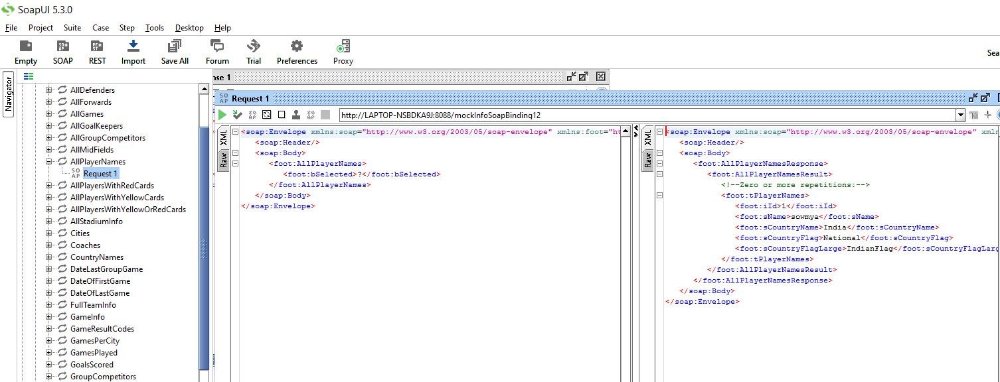 SoapUI 5.3.0
File Project Suite Case Step Tools Desktop Help
Empty SOAP REST Import Save All Forum Trial Preferences Proxy
Sea
Navigator
nse 1
AllDefenders
AllForwards
AllGames
AllGoalKeepers
AllGroupCompetitors
AllMidFields
AllPlayerNames
Request 1
AllPlayersWithRedCards
AllPlayersWithYellowCards
AllPlayersWithYellowOrRedCards
AllStadiumInfo
Cities
Coaches
CountryNames
DateLastGroupGame
DateOfFirstGame
DateOfLastGame
FullTeamInfo
GameInfo
GameResultCodes
GamesPerCity
GamesPlayed
GoalsScored
GroupCompetitors
Request 1
http://LAPTOP-NSBDKA9J:8088/mockInfoSoapBinding12
XML
Raw
<soap:Envelope xmlns:soap="http://www.w3.org/2003/05/soap-envelope" xmlns:foot="ht
<soap:Header/>
<soap:Body>
<foot:AllPlayerNames>
<foot:bSelected>?</foot:bSelected>
</foot:AllPlayerNames>
</soap:Body>
</soap:Envelope>
XML
Raw
<soap:Envelope xmlns:soap="http://www.w3.org/2003/05/soap-envelope" xmln
<soap:Header/>
<soap:Body>
<foot:AllPlayerNamesResponse>
<foot:AllPlayerNamesResult>
<!--Zero or more repetitions:-->
<foot:tPlayerNames>
<foot:iId>1</foot:iId>
<foot:sName>sowmya</foot:sName>
<foot:sCountryName>India</foot:sCountryName>
<foot:sCountryFlag>National</foot:sCountryFlag>
<foot:sCountryFlagLarge>IndianFlag</foot:sCountryFlagLarg
</foot:tPlayerNames>
</foot:AllPlayerNamesResult>
</foot:AllPlayerNamesResponse>
</soap:Body>
</soap:Envelope>